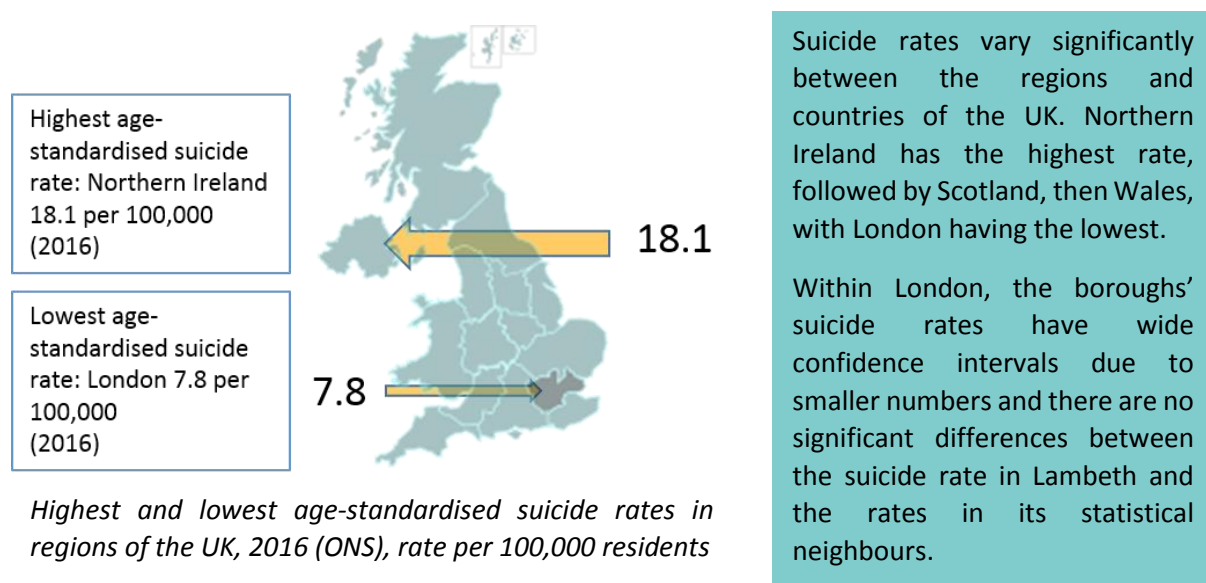 Highest age-
standardised suicide
rate: Northern Ireland
18.1 per 100,000
(2016)
18.1
Lowest age-
standardised suicide
rate: London 7.8 per
100,000
(2016)
7.8
Highest and lowest age-standardised suicide rates in
regions of the UK, 2016 (ONS), rate per 100,000 residents
Suicide rates vary significantly
between the regions and
countries of the UK. Northern
Ireland has the highest rate,
followed by Scotland, then Wales,
with London having the lowest.
Within London, the boroughs’
suicide rates have wide
confidence intervals due to
smaller numbers and there are no
significant differences between
the suicide rate in Lambeth and
the rates in its statistical
neighbours.